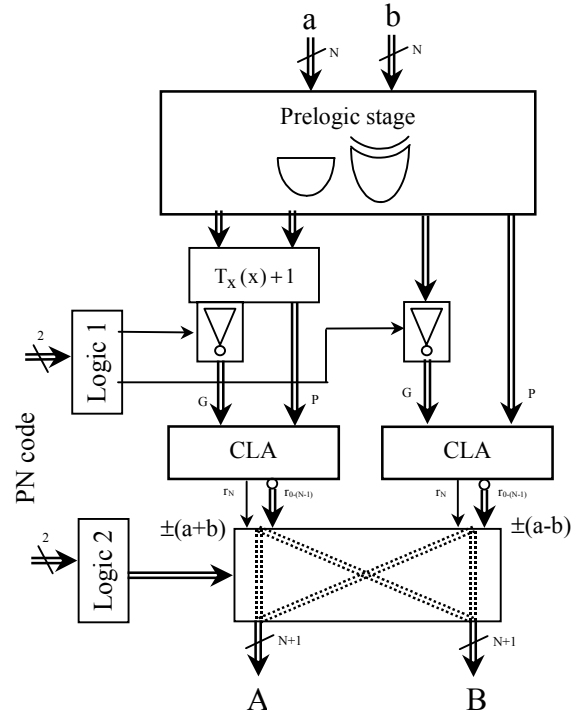 a b
N N
Prelogic stage
Tx(x) + 1
2
Logic 1
G P G P
CLA CLA
PN code
rN r0-(N-1) rN r0-(N-1)
±(a+b) ±(a-b)
2
Logic 2
N+1 N+1
A B